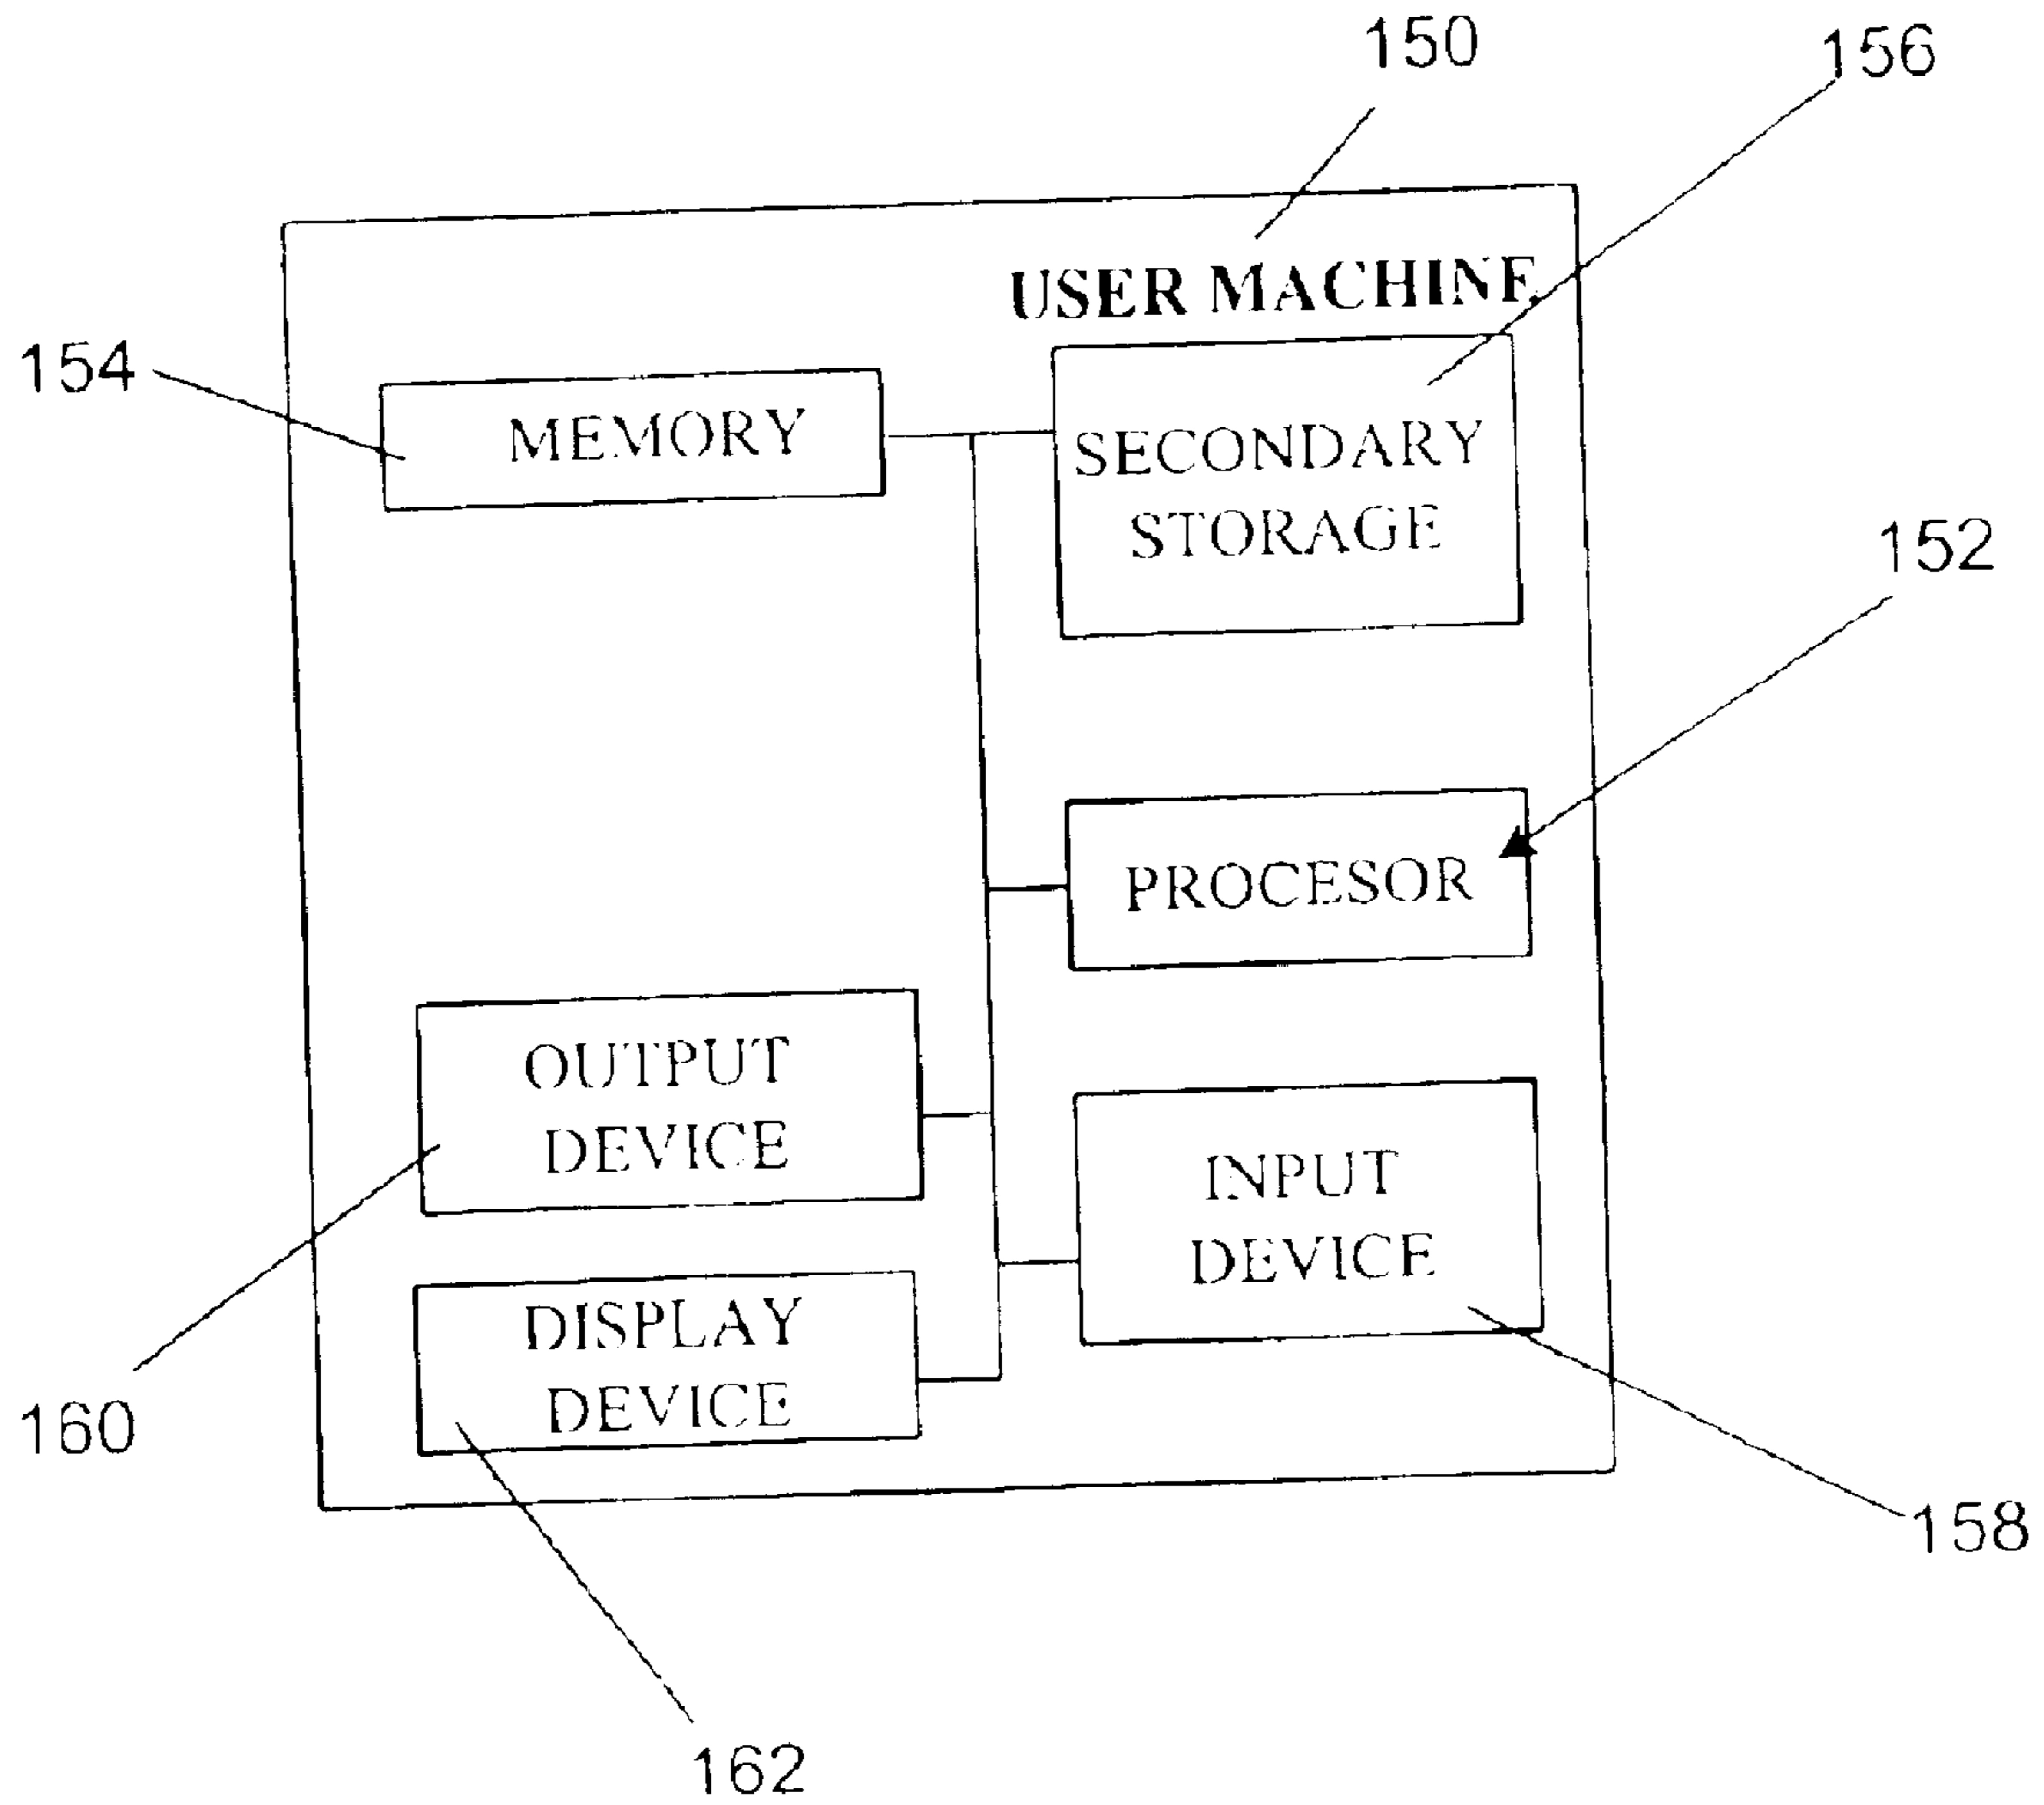 150
156
USER MACHINE
154
MEMORY
SECONDARY
STORAGE
152
PROCESOR
OUTPUT
DEVICE
INPUT
DEVICE
DISPLAY
DEVICE
160
158
162